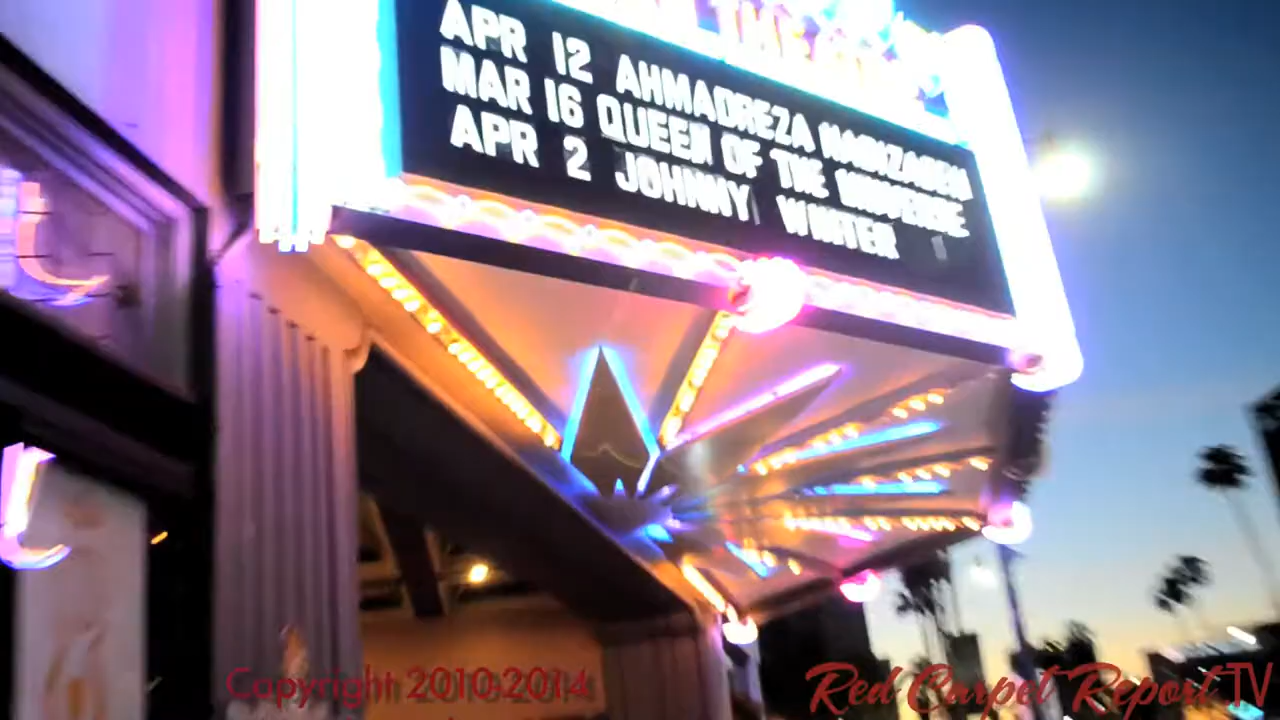 THEATRE
APR 12 AHMADREZA
MAR 16 QUEEN OF THE UNIVERSE
APR 2 JOHNNY WINTER
Copyright 2010-2014
Red Carpet Report TV